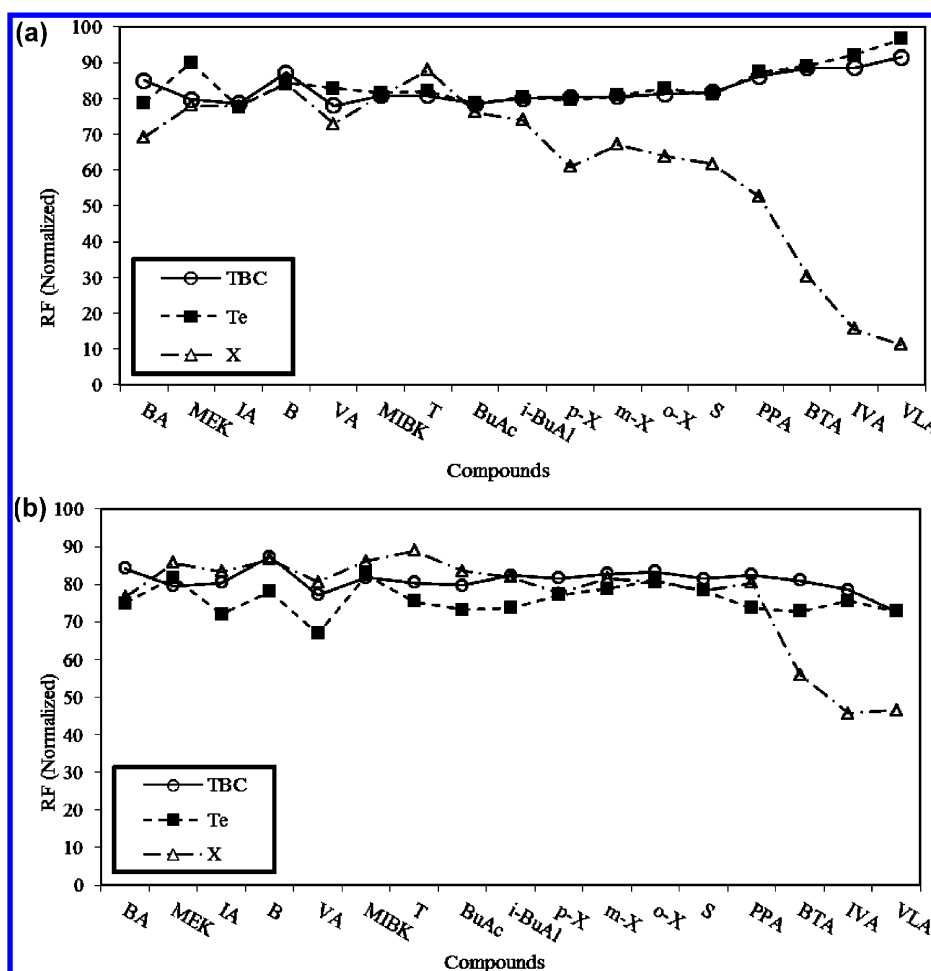 (a)
100
90
80
70
60
50
40
30
20
10
0
RF (Normalized)
TBC
Te
X
BA MEK IA B VA MIBK T BuAc i-BuAl p-X m-X o-X S PPA BTA IVA VLA
Compounds
(b)
100
90
80
70
60
50
40
30
20
10
0
RF (Normalized)
TBC
Te
X
BA MEK IA B VA MIBK T BuAc i-BuAl p-X m-X o-X S PPA BTA IVA VLA
Compounds